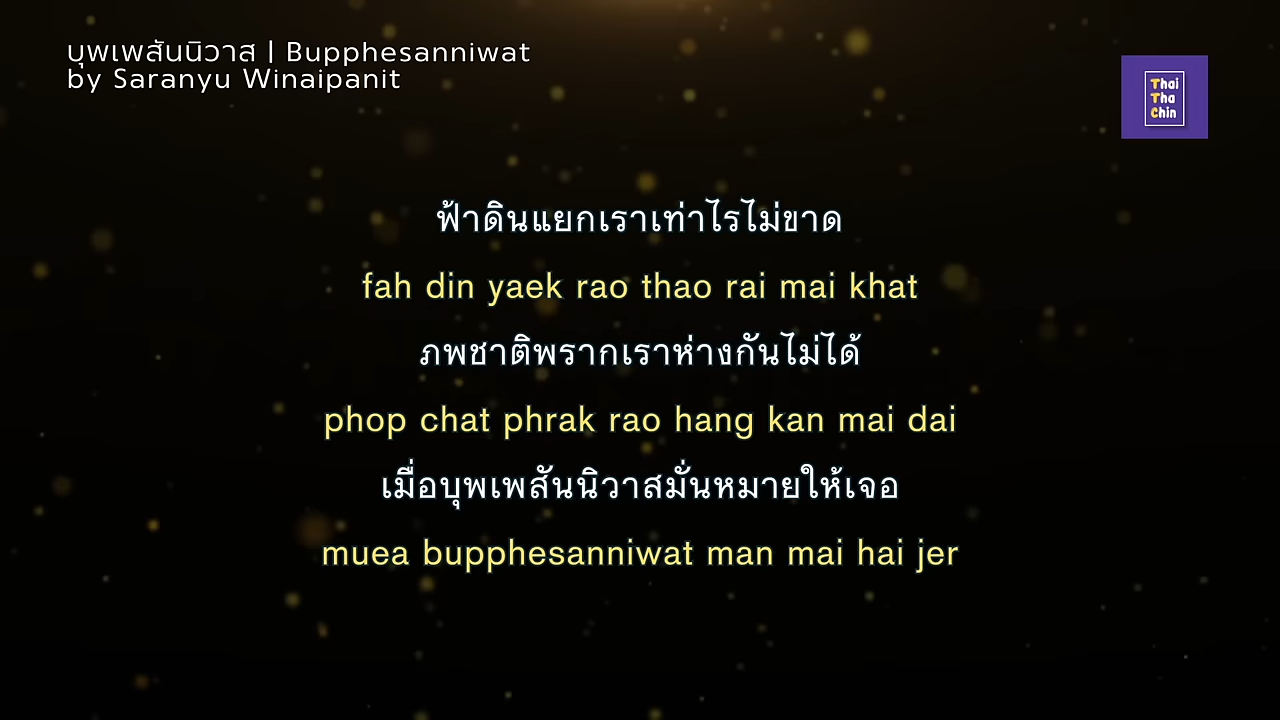 บุพเพสันนิวาส | Bupphesanniwat
by Saranyu Winaipanit
Thai
Tha
Chin
ฟ้าดินแยกเราเท่าไรไม่ขาด
fah din yaek rao thao rai mai khat
ภพชาติพรากเราห่างกันไม่ได้
phop chat phrak rao hang kan mai dai
เมื่อบุพเพสันนิวาสมั่นหมายให้เจอ
muea bupphesanniwat man mai hai jer